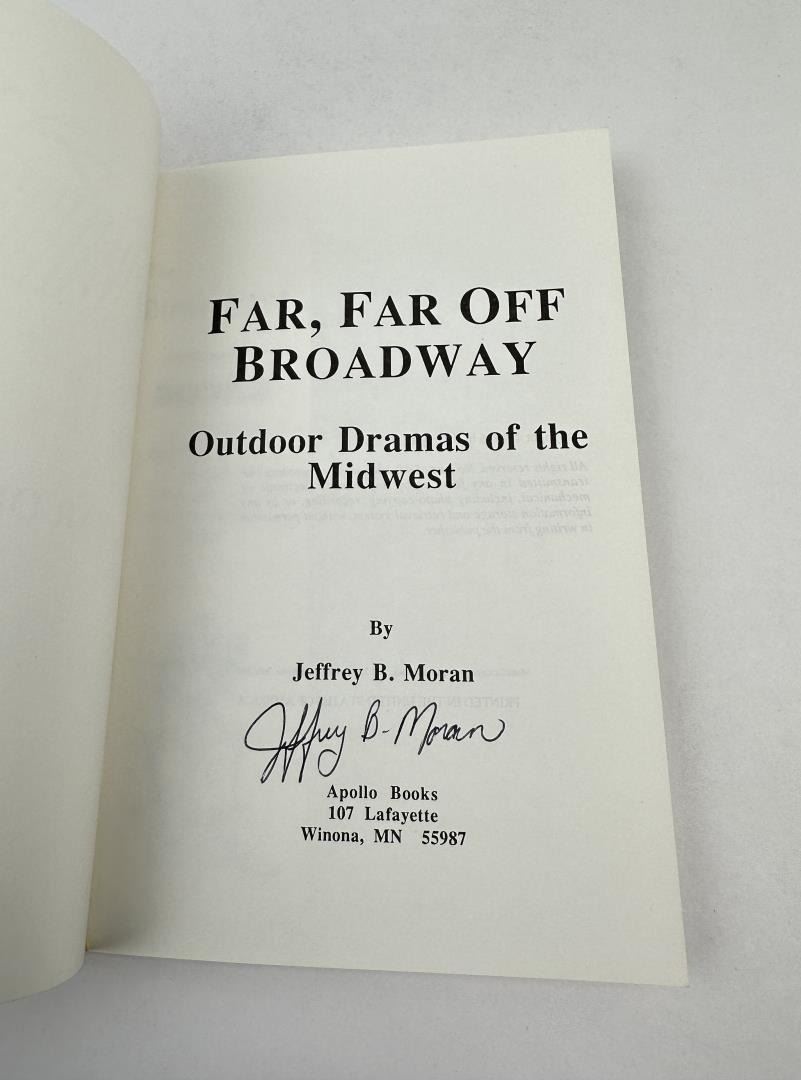 FAR, FAR OFF
BROADWAY
Outdoor Dramas of the
Midwest
By
Jeffrey B. Moran
Jeffrey B. Moran
Apollo Books
107 Lafayette
Winona, MN 55987